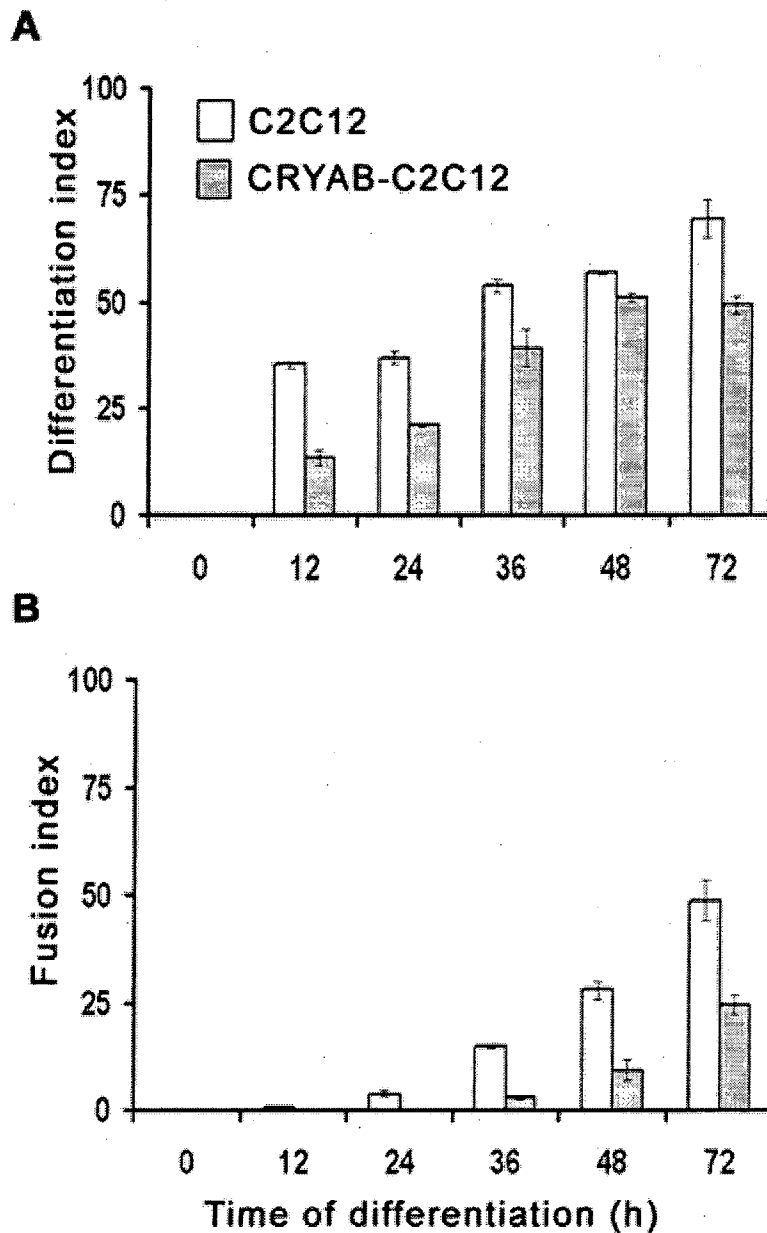 A
100
75
50
25
0
Differentiation index
C2C12
CRYAB-C2C12
0 12 24 36 48 72
B
100
75
50
25
0
Fusion index
0 12 24 36 48 72
Time of differentiation (h)